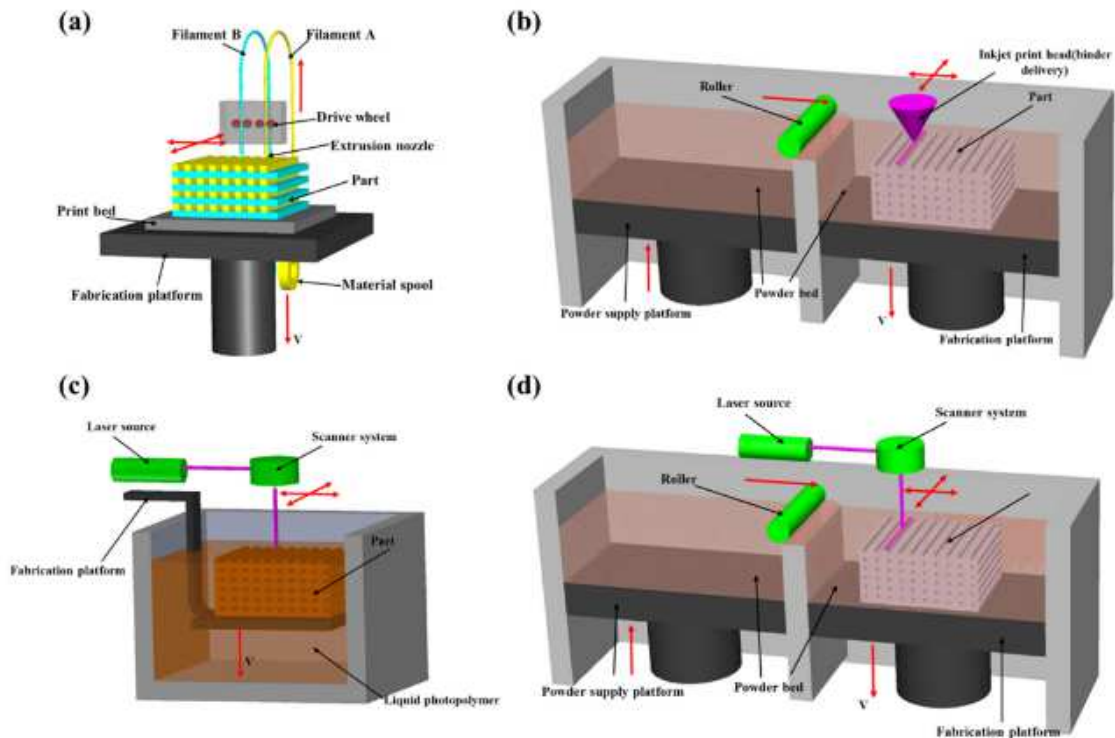 (a)
Filament B
Filament A
Drive wheel
Extrusion nozzle
Part
Print bed
Fabrication platform
Material spool
V
(b)
Inkjet print head(binder
delivery)
Roller
Part
Powder bed
Powder supply platform
V
Fabrication platform
(c)
Laser source
Scanner system
Part
Fabrication platform
V
Liquid photopolymer
(d)
Laser source
Scanner system
Roller
Powder bed
Powder supply platform
V
Fabrication platform